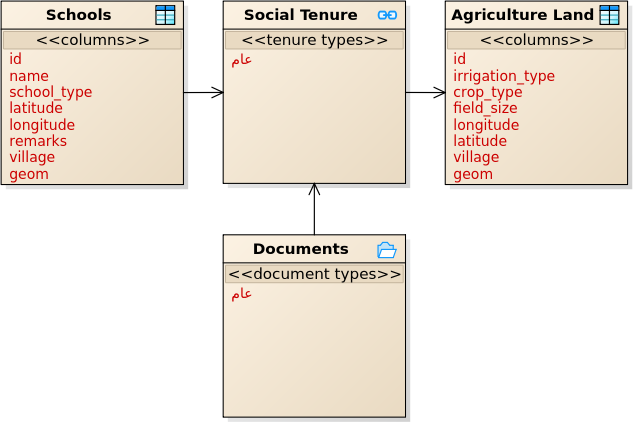 Schools
<<columns>>
id
name
school_type
latitude
longitude
remarks
village
geom
Social Tenure
<<tenure types>>
عام
Agriculture Land
<<columns>>
id
irrigation_type
crop_type
field_size
longitude
latitude
village
geom
Documents
<<document types>>
عام